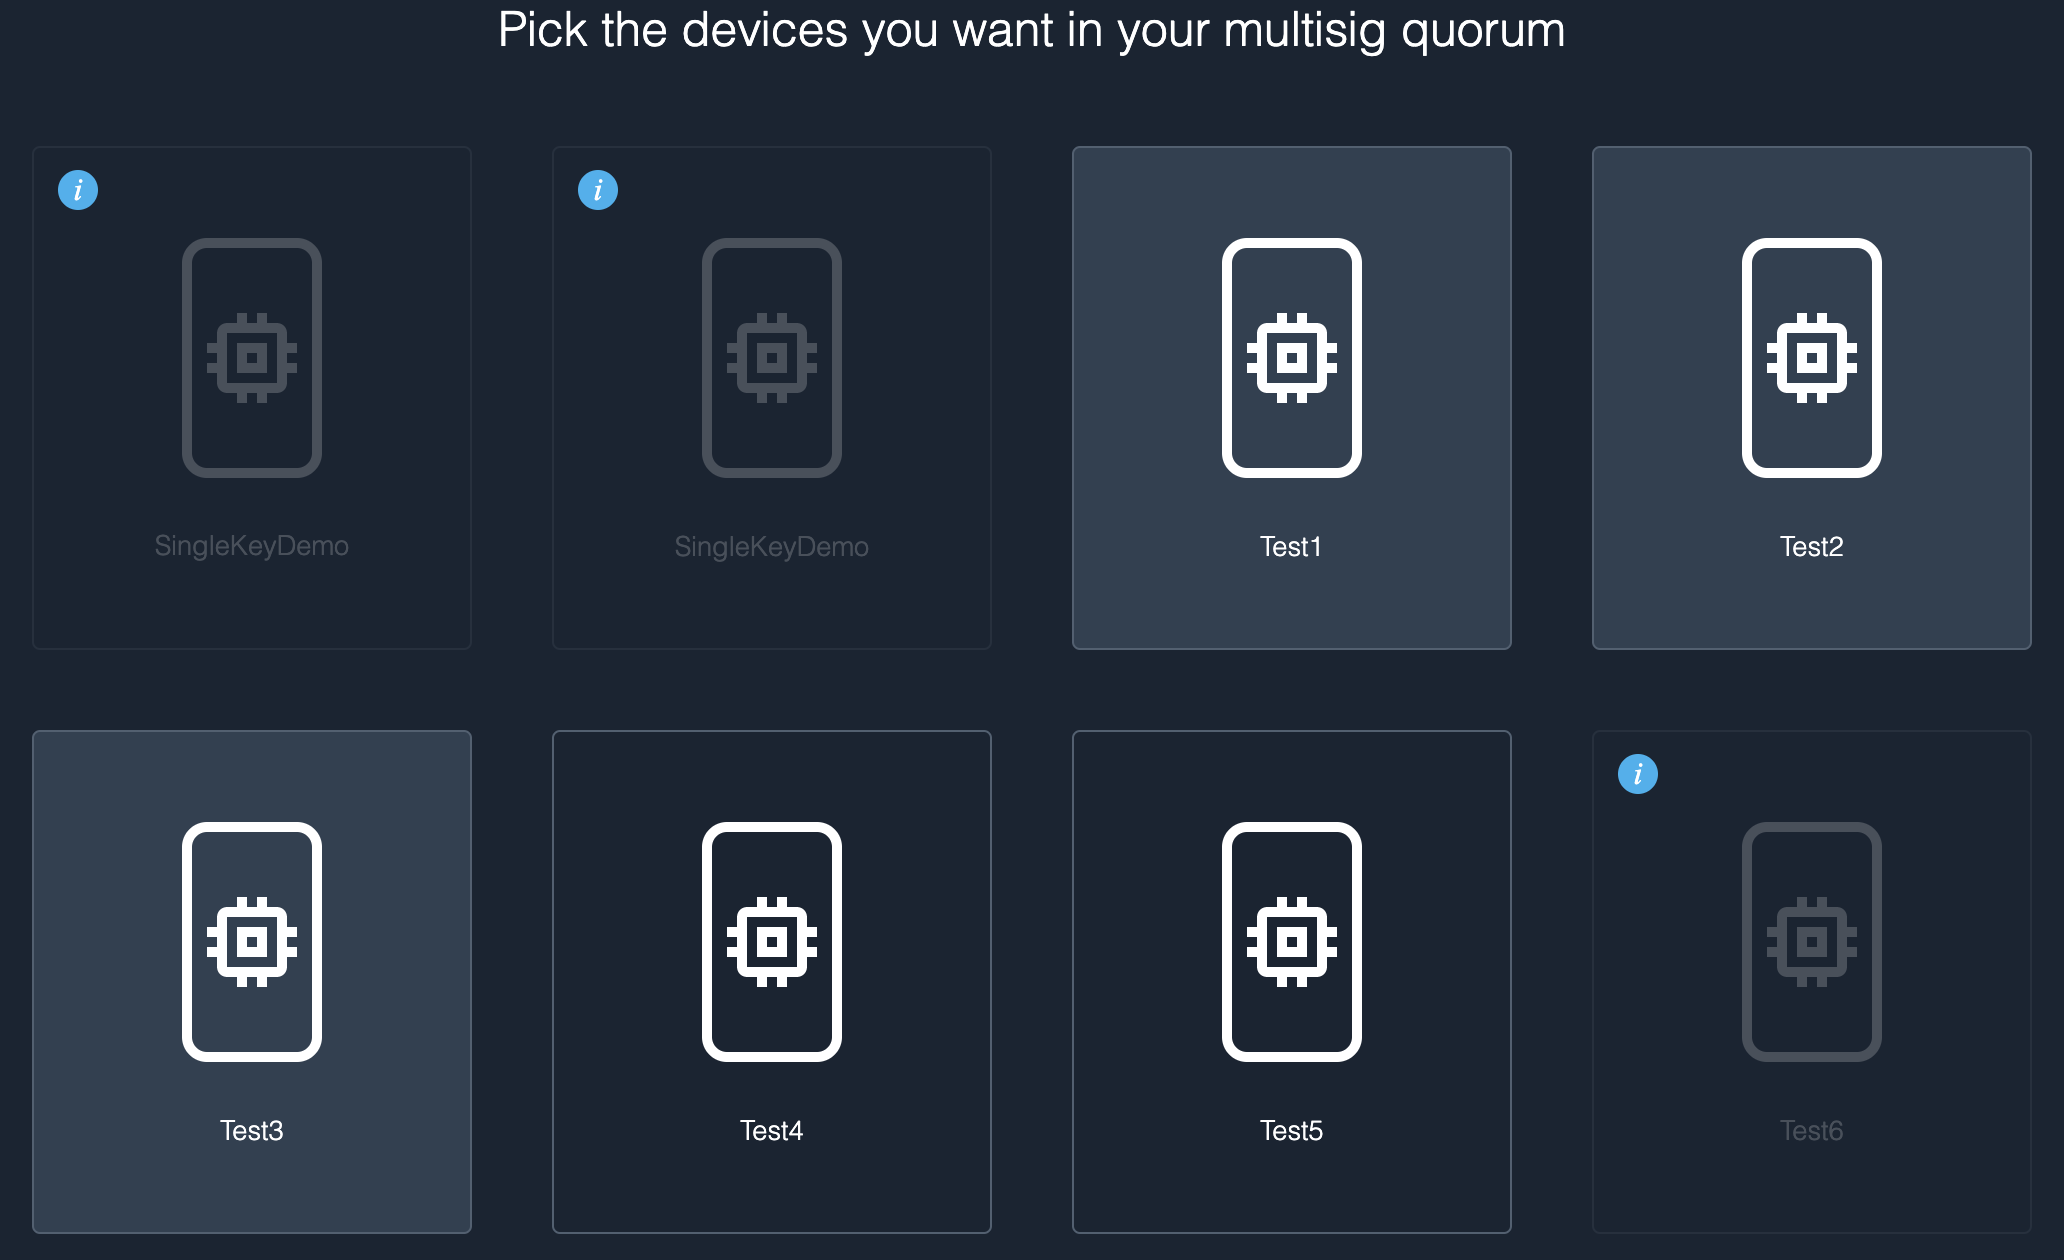 Pick the devices you want in your multisig quorum
i
i
SingleKeyDemo
SingleKeyDemo
Test1
Test2
i
Test3
Test4
Test5
Test6